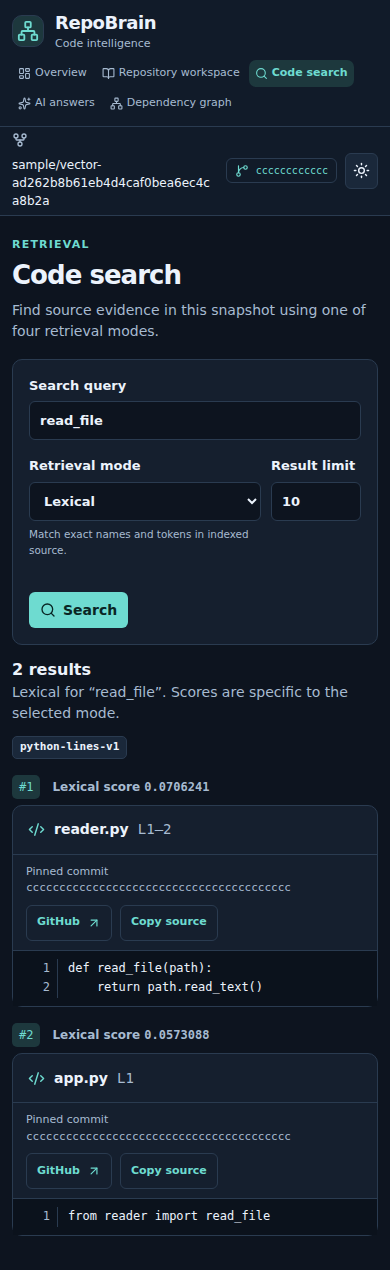 RepoBrain
Code intelligence
Overview Repository workspace Code search
AI answers Dependency graph
sample/vector-
ad262b8b61eb4d4caf0bea6ec4c
a8b2a
cccccccccccc
RETRIEVAL
Code search
Find source evidence in this snapshot using one of
four retrieval modes.
Search query
read_file
Retrieval mode Result limit
Lexical 10
Match exact names and tokens in indexed
source.
Search
2 results
Lexical for “read_file”. Scores are specific to the
selected mode.
python-lines-v1
#1 Lexical score 0.0706241
reader.py L1–2
Pinned commit
cccccccccccccccccccccccccccccccccccccccc
GitHub Copy source
1 def read_file(path):
2     return path.read_text()
#2 Lexical score 0.0573088
app.py L1
Pinned commit
cccccccccccccccccccccccccccccccccccccccc
GitHub Copy source
1 from reader import read_file